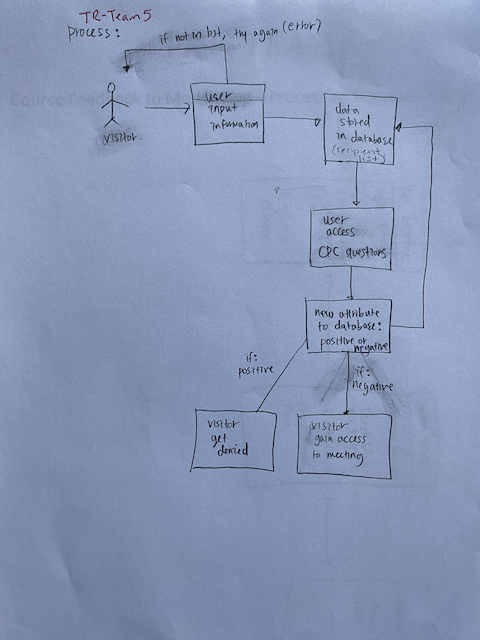 TR-Team 5
Process:
if not in list, try again (error)
visitor
user
input
information
data
stored
in database
(recipient
list)
user
access
CDC questions
new attribute
to database:
positive or
negative
if:
positive
if:
negative
visitor
get
denied
visitor
gain access
to meeting